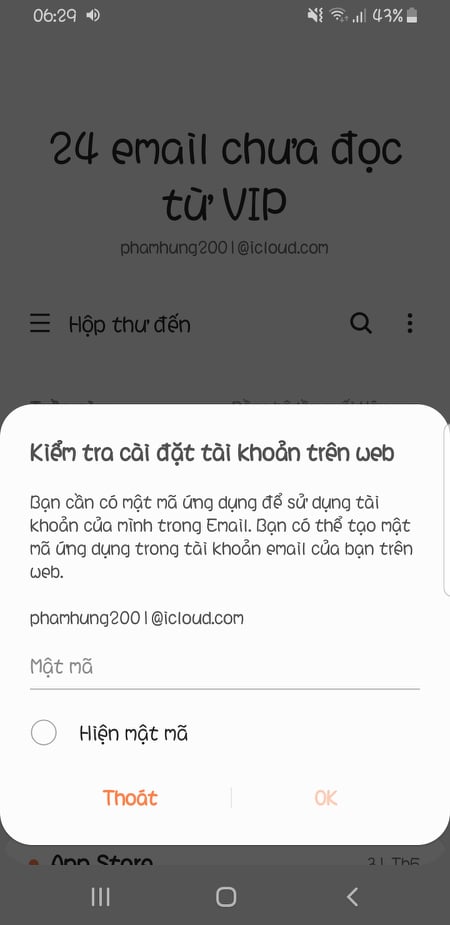 06:29 43%
24 email chưa đọc
từ VIP
phamhung2001@icloud.com
Hộp thư đến
Kiểm tra cài đặt tài khoản trên web
Bạn cần có mật mã ứng dụng để sử dụng tài
khoản của mình trong Email. Bạn có thể tạo mật
mã ứng dụng trong tài khoản email của bạn trên
web.
phamhung2001@icloud.com
Mật mã
Hiện mật mã
Thoát OK
App Store 31 Th5